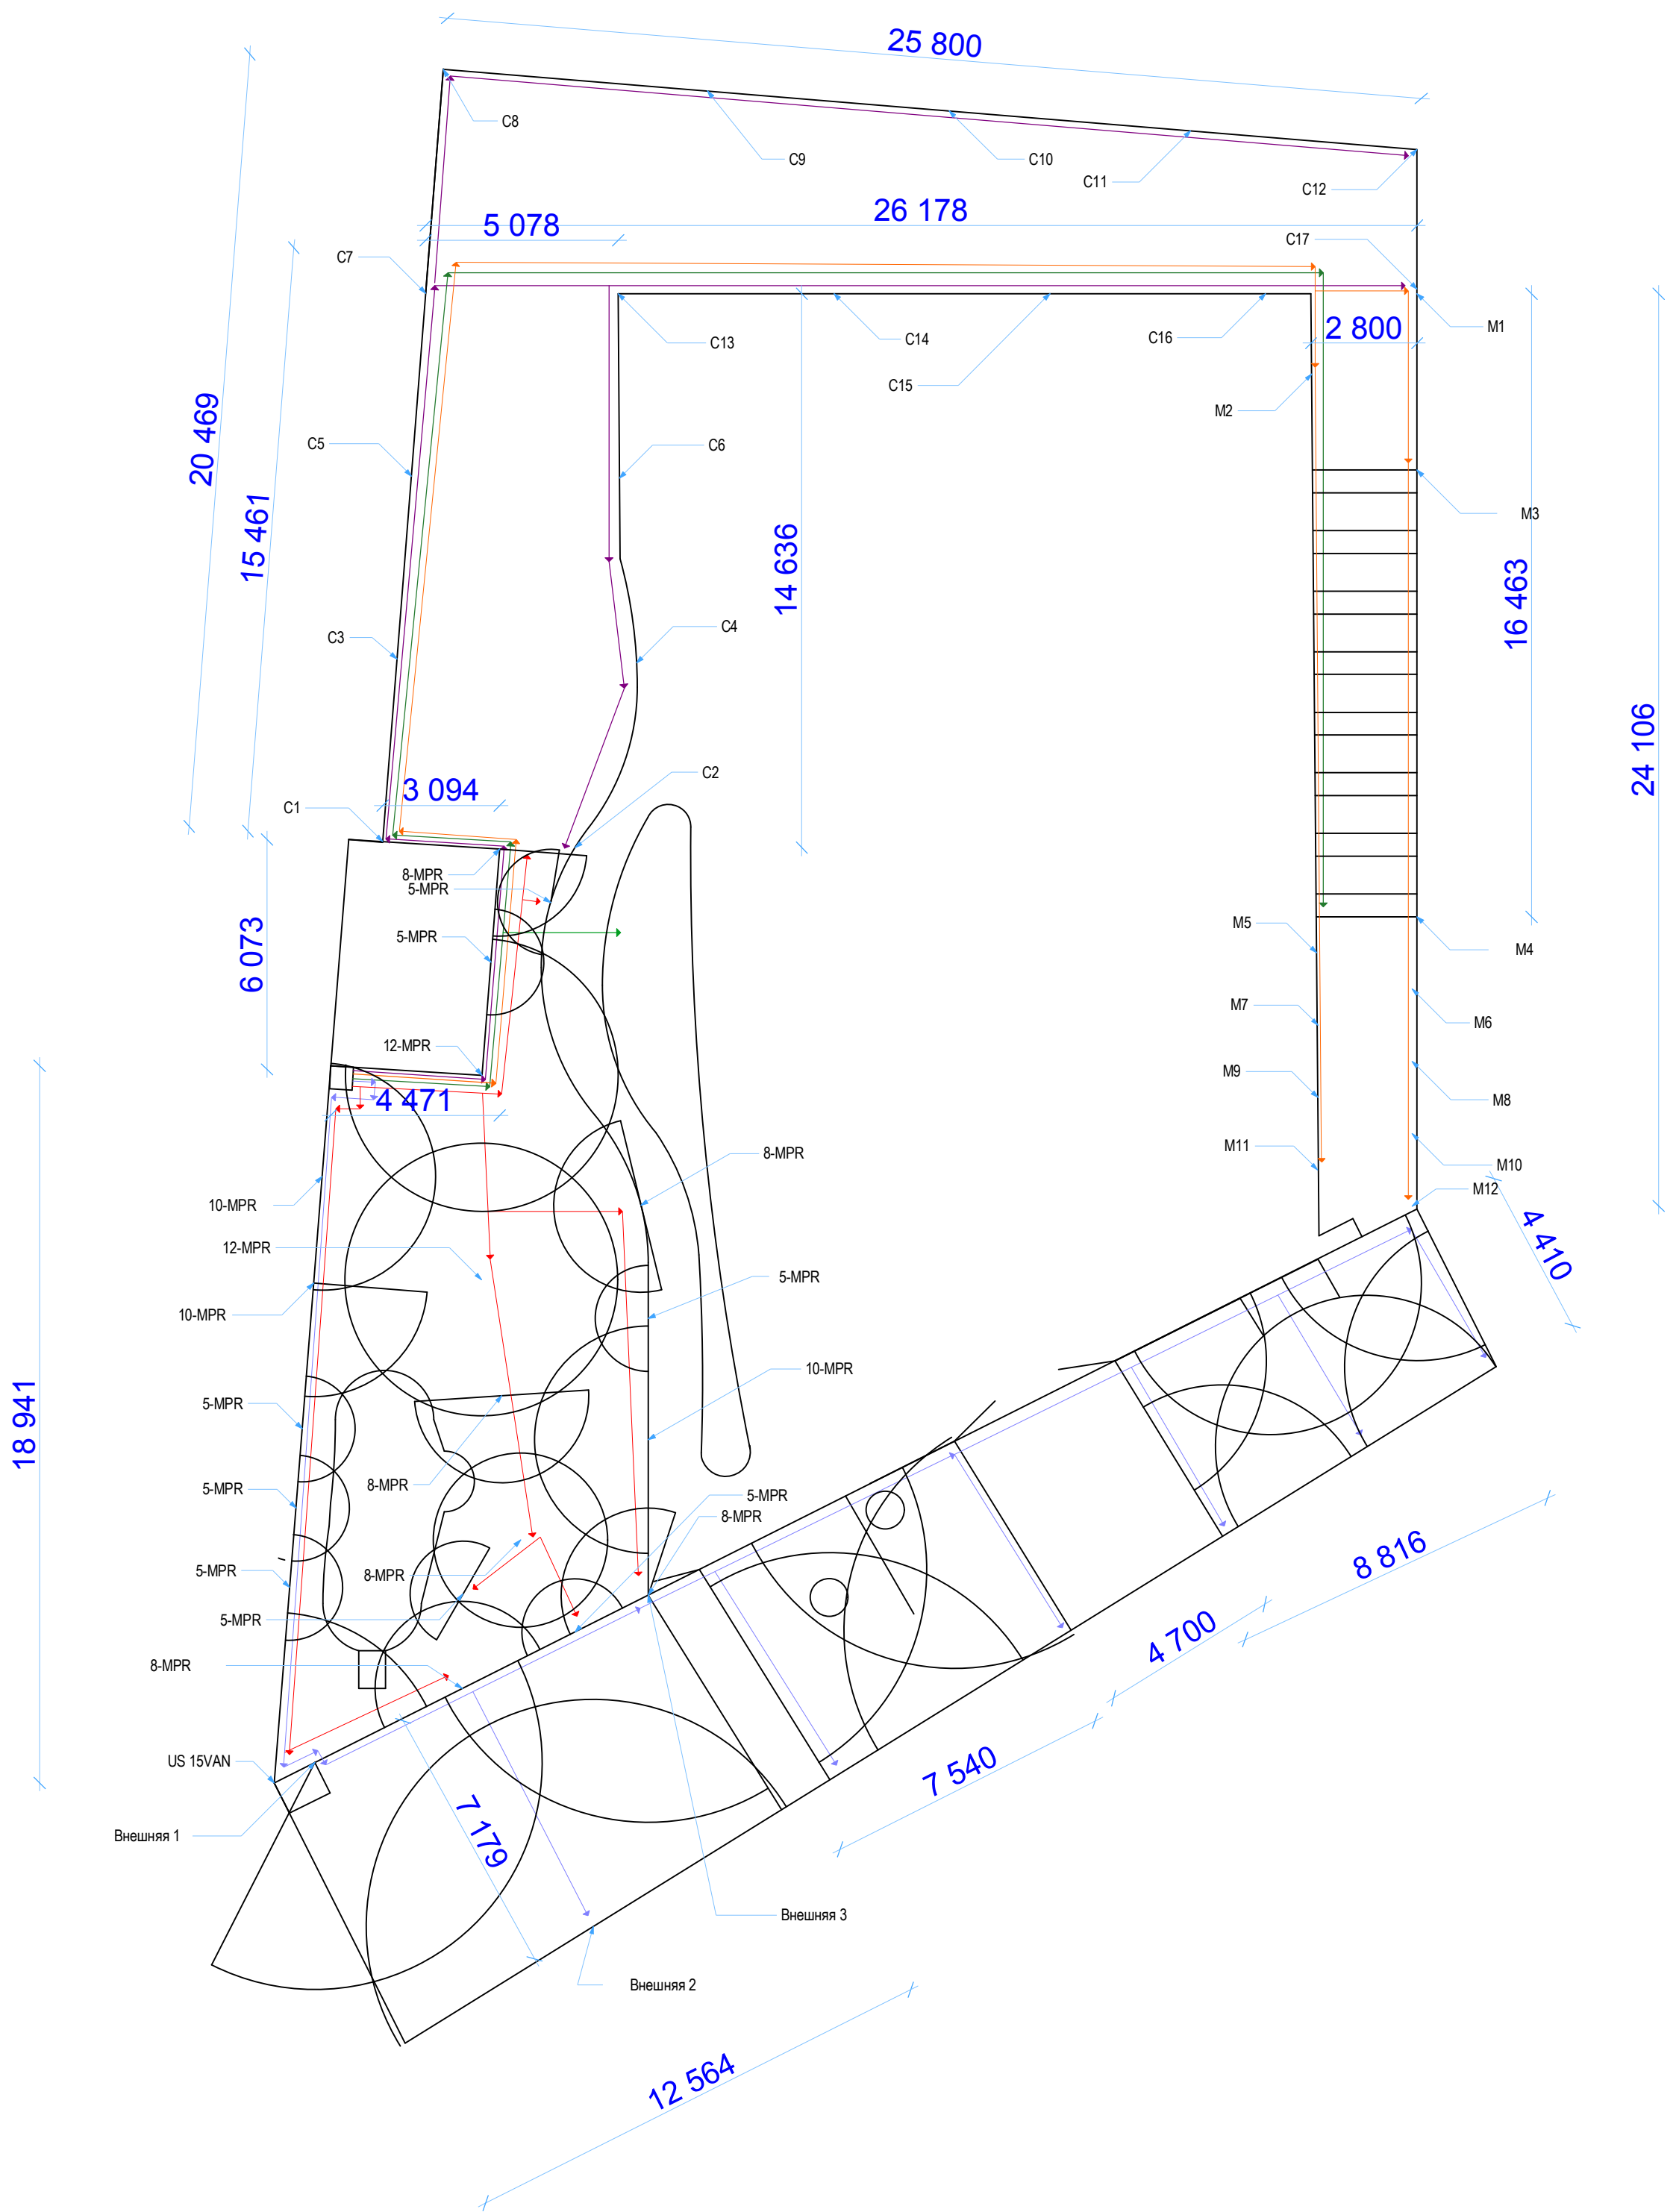 25 800
C8
C9
C10
C11
C12
26 178
5 078
C17
C7
M1
2 800
C13
C14
C16
C15
M2
20 469
C5
C6
M3
15 461
14 636
16 463
C3
C4
24 106
C2
3 094
C1
8-MPR
5-MPR
M5
5-MPR
M4
6 073
M7
M6
12-MPR
M9
4 471
M8
M11
8-MPR
M10
M12
10-MPR
4 410
12-MPR
5-MPR
10-MPR
10-MPR
18 941
5-MPR
8-MPR
5-MPR
5-MPR
8-MPR
8 816
5-MPR
8-MPR
5-MPR
4 700
8-MPR
US 15VAN
7 540
7 179
Внешняя 1
Внешняя 3
Внешняя 2
12 564